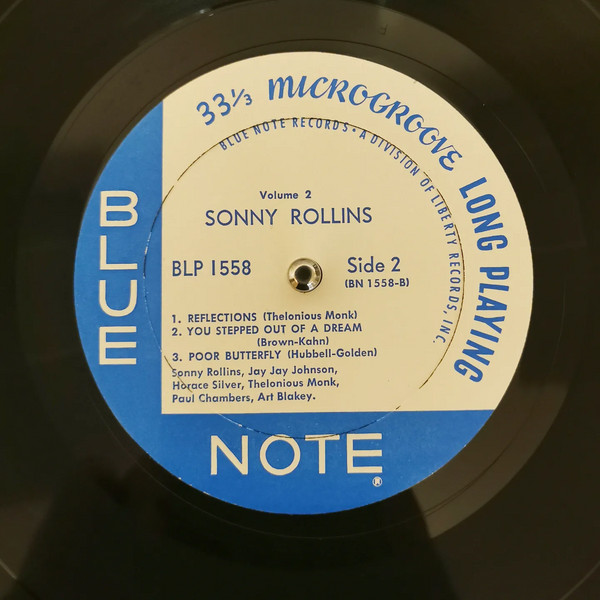 33⅓ MICROGROOVE LONG PLAYING
BLUE NOTE RECORDS • A DIVISION OF LIBERTY RECORDS, INC.
BLUE
Volume 2
SONNY ROLLINS
BLP 1558
Side 2
(BN 1558-B)
1. REFLECTIONS (Thelonious Monk)
2. YOU STEPPED OUT OF A DREAM
(Brown-Kahn)
3. POOR BUTTERFLY (Hubbell-Golden)
Sonny Rollins, Jay Jay Johnson,
Horace Silver, Thelonious Monk,
Paul Chambers, Art Blakey.
NOTE
®